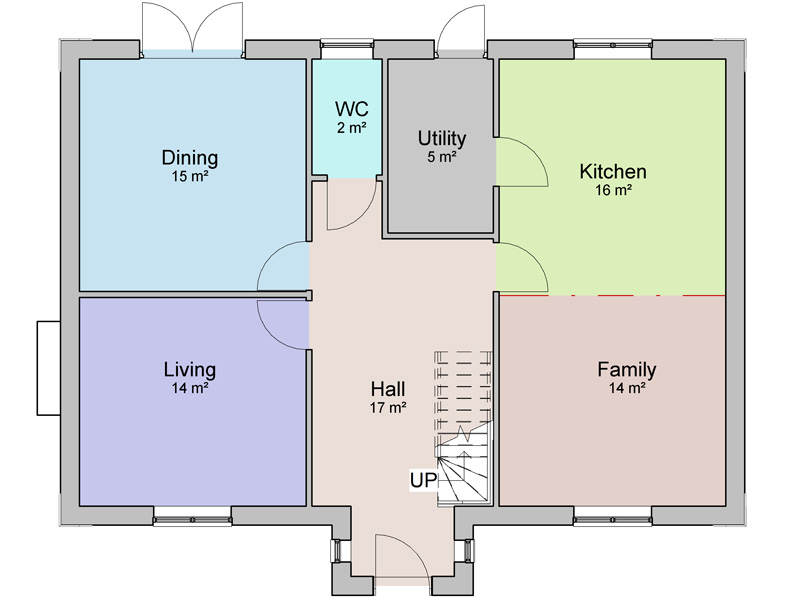 Dining
15 m²
WC
2 m²
Utility
5 m²
Kitchen
16 m²
Living
14 m²
Hall
17 m²
Family
14 m²
UP